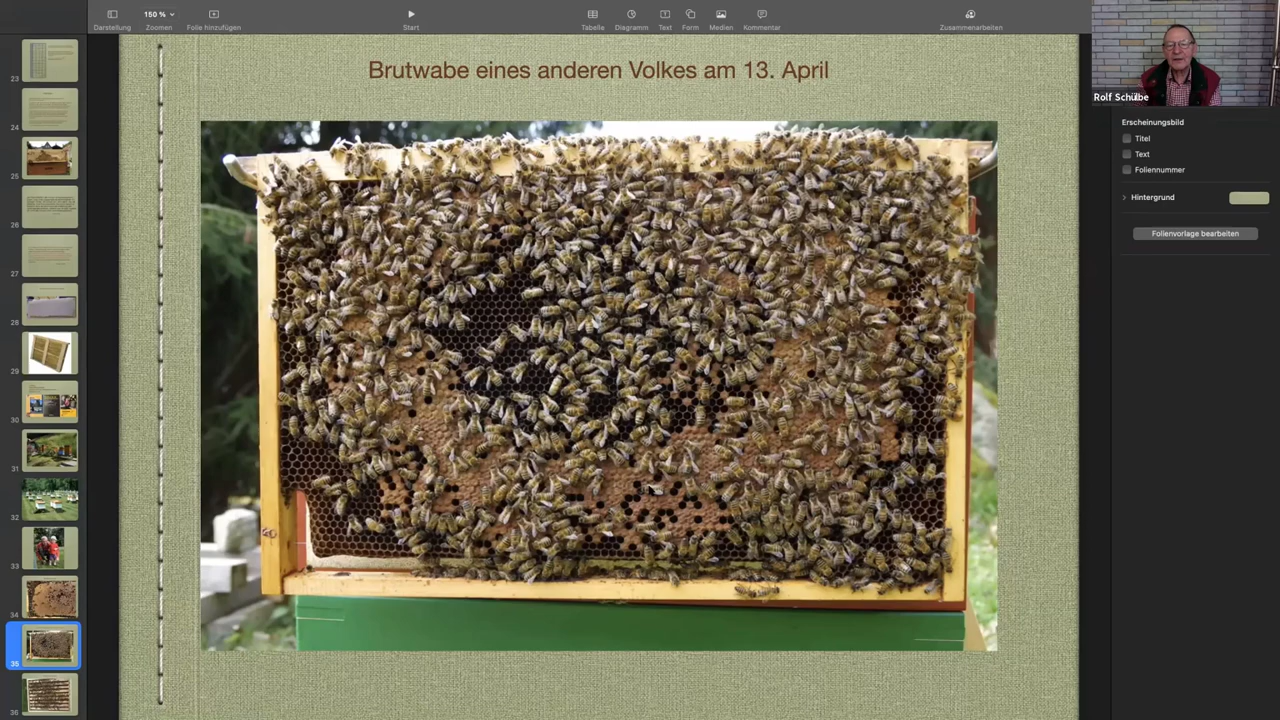 150 %
Darstellung
Zoomen
Folie hinzufügen
Start
Tabelle
Diagramm
Text
Form
Medien
Kommentar
Zusammenarbeiten
Brutwabe eines anderen Volkes am 13. April
Rolf Schülbe
Erscheinungsbild
Titel
Text
Foliennummer
Hintergrund
Folienvorlage bearbeiten
23
24
25
26
27
28
29
30
31
32
33
34
35
36